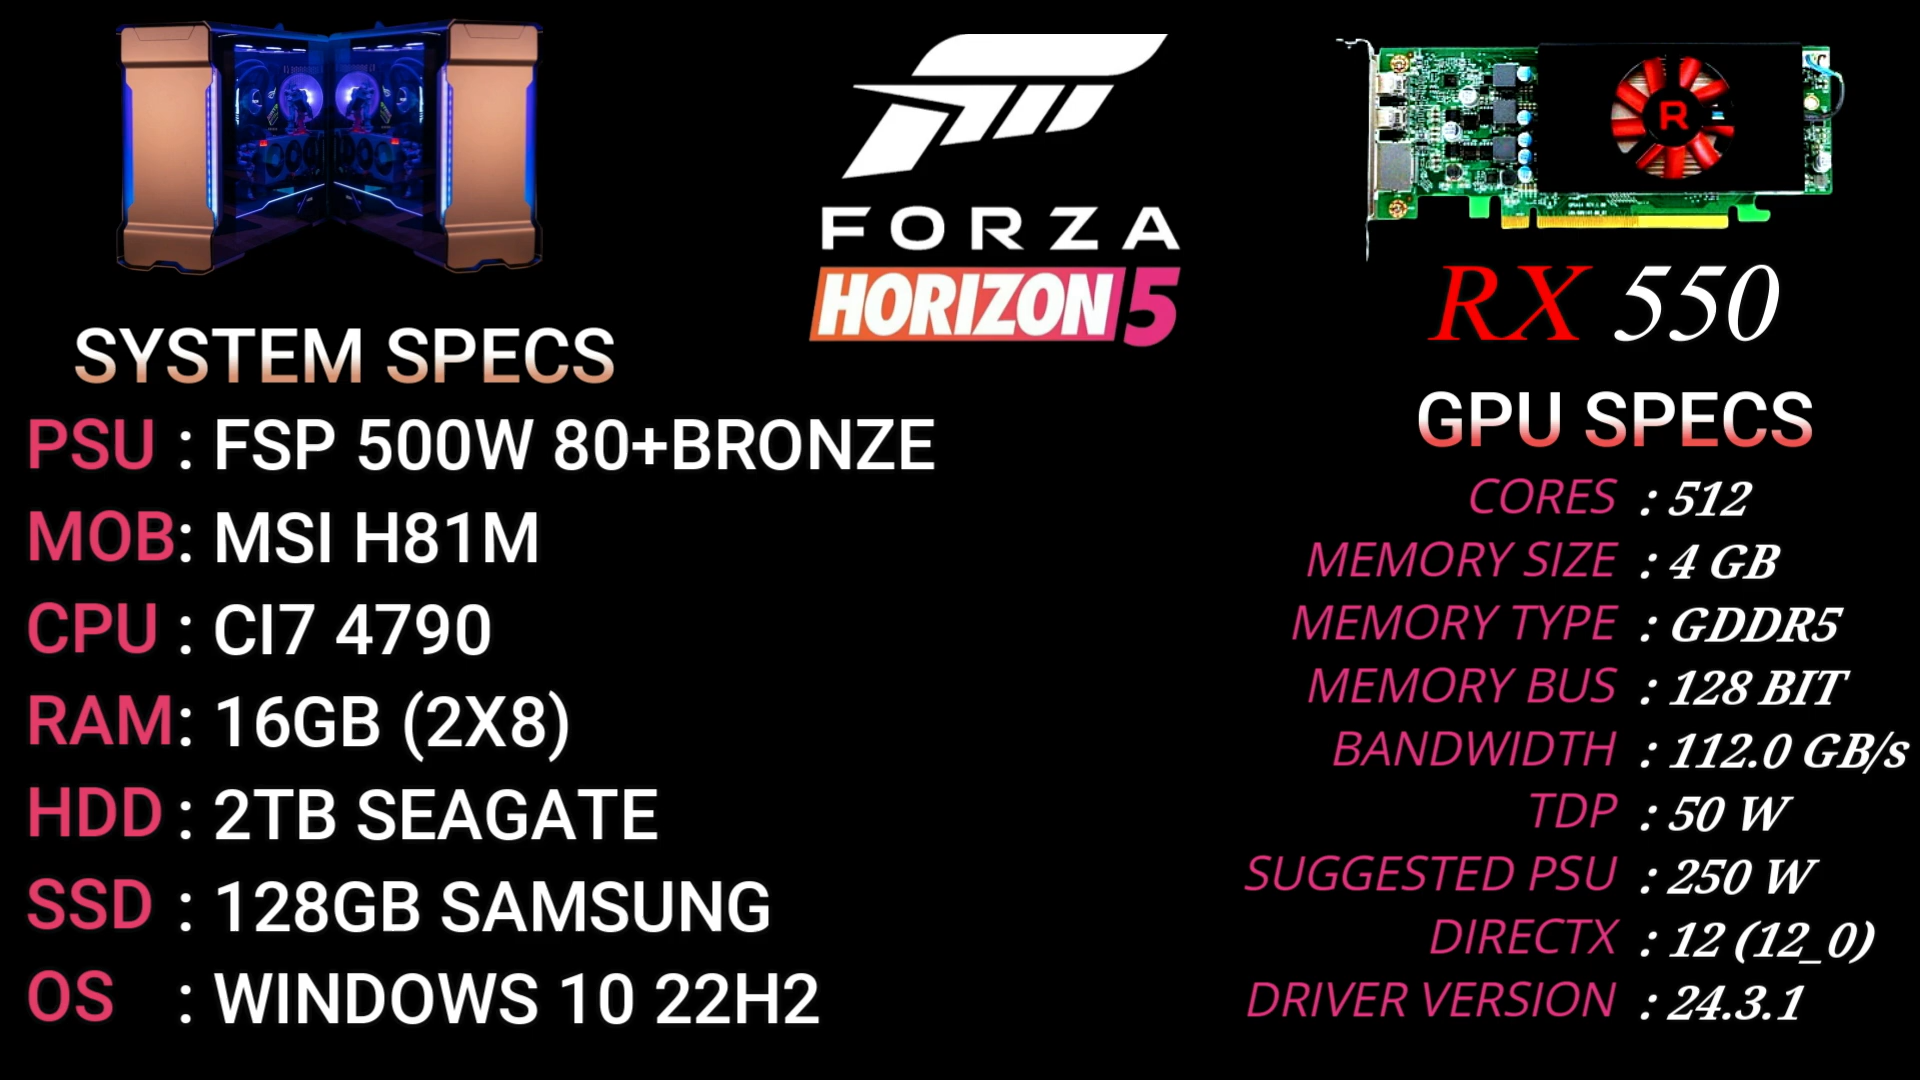 FORZA
HORIZON 5
R
RX 550
SYSTEM SPECS
PSU : FSP 500W 80+BRONZE
MOB: MSI H81M
CPU : CI7 4790
RAM: 16GB (2X8)
HDD : 2TB SEAGATE
SSD : 128GB SAMSUNG
OS : WINDOWS 10 22H2
GPU SPECS
CORES : 512
MEMORY SIZE : 4 GB
MEMORY TYPE : GDDR5
MEMORY BUS : 128 BIT
BANDWIDTH : 112.0 GB/s
TDP : 50 W
SUGGESTED PSU : 250 W
DIRECTX : 12 (12_0)
DRIVER VERSION : 24.3.1